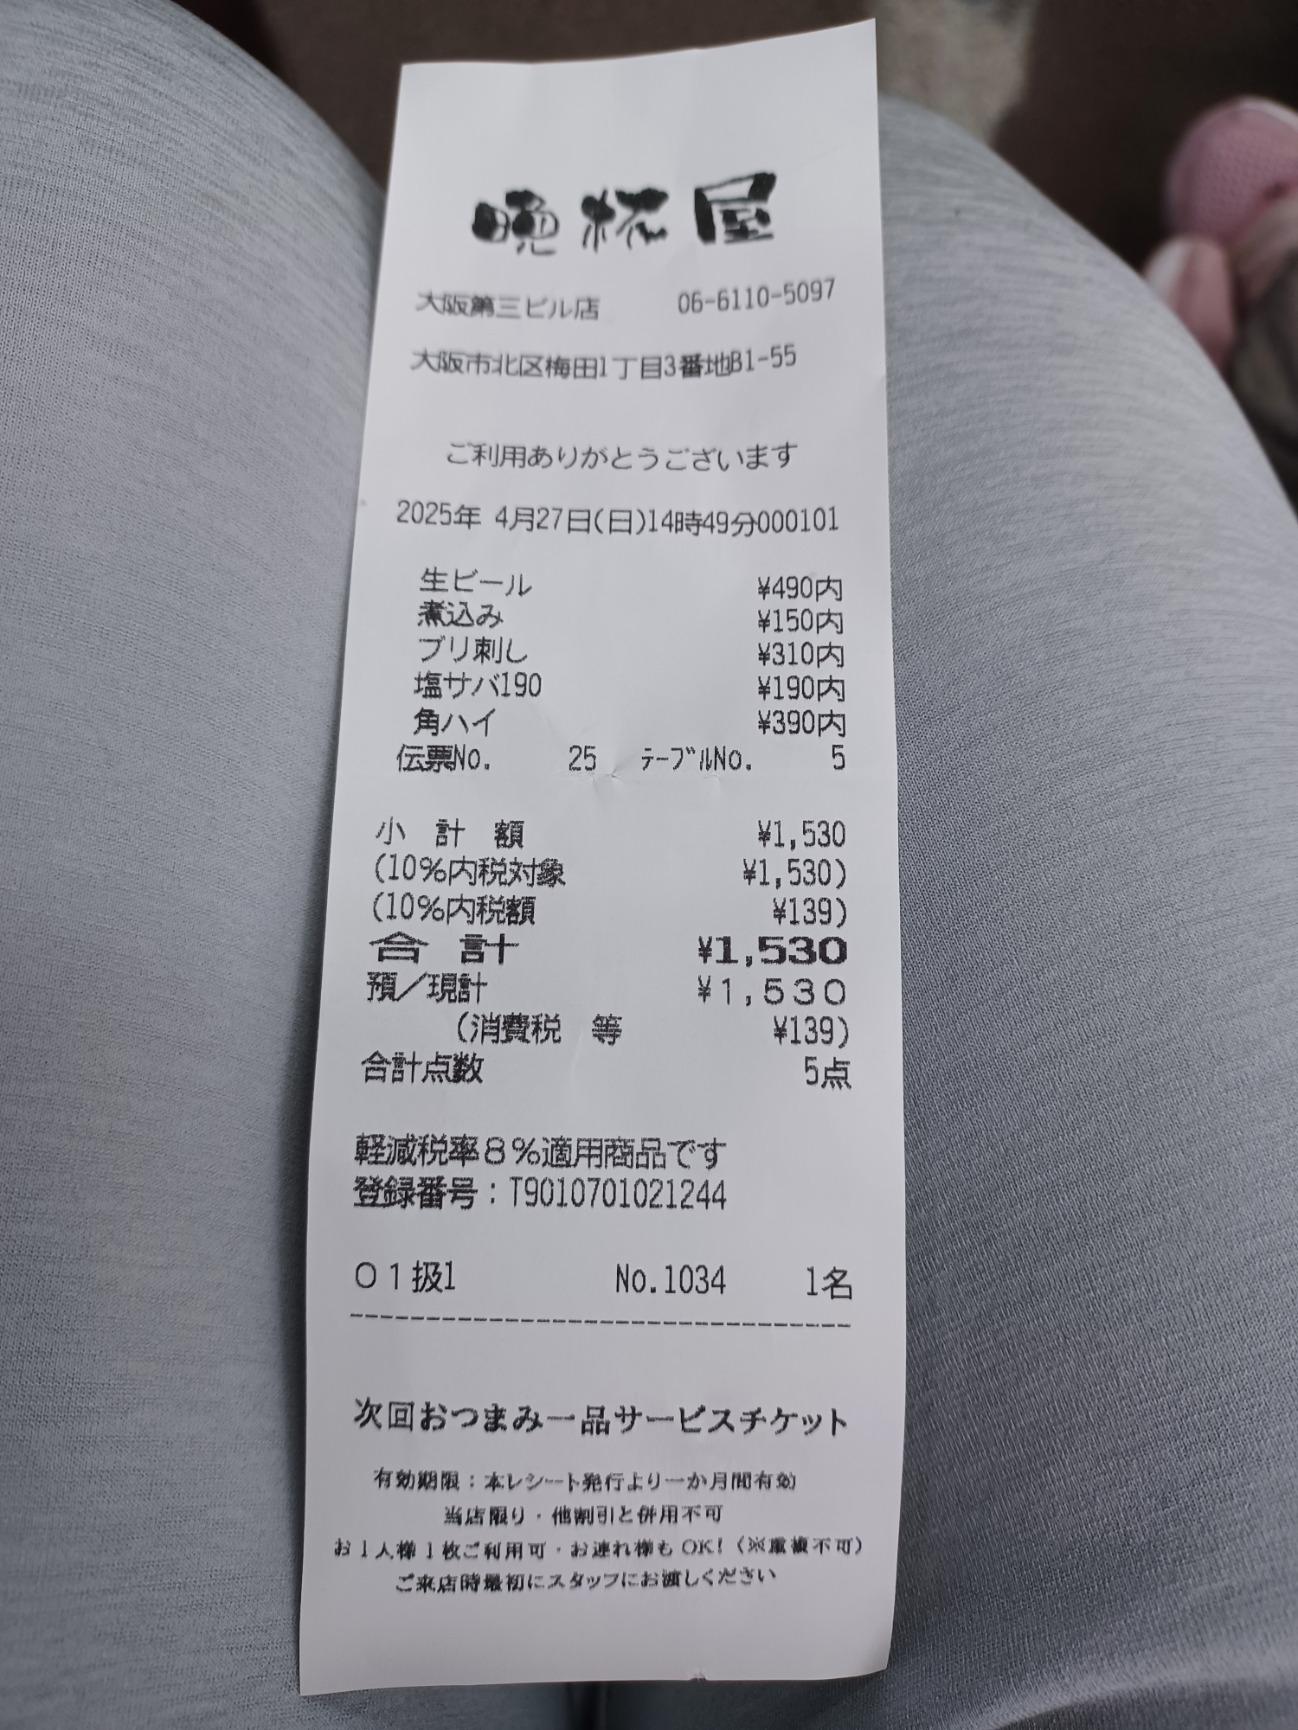 晩杯屋
大阪第三ビル店 06-6110-5097
大阪市北区梅田1丁目3番地B1-55
ご利用ありがとうございます
2025年 4月27日(日)14時49分000101
生ビール ¥490内
煮込み ¥150内
ブリ刺し ¥310内
塩サバ190 ¥190内
角ハイ ¥390内
伝票No. 25 ﾃｰﾌﾞﾙNo. 5
小 計 額 ¥1,530
(10%内税対象 ¥1,530)
(10%内税額 ¥139)
合 計 ¥1,530
預／現計 ¥1,530
(消費税 等 ¥139)
合計点数 5点
軽減税率８%適用商品です
登録番号：T9010701021244
０１扱1 No.1034 1名
--------------------------------
次回おつまみ一品サービスチケット
有効期限：本レシート発行より一か月間有効
当店限り・他割引と併用不可
お１人様１枚ご利用可・お連れ様もOK!（※重複不可）
ご来店時最初にスタッフにお渡しください